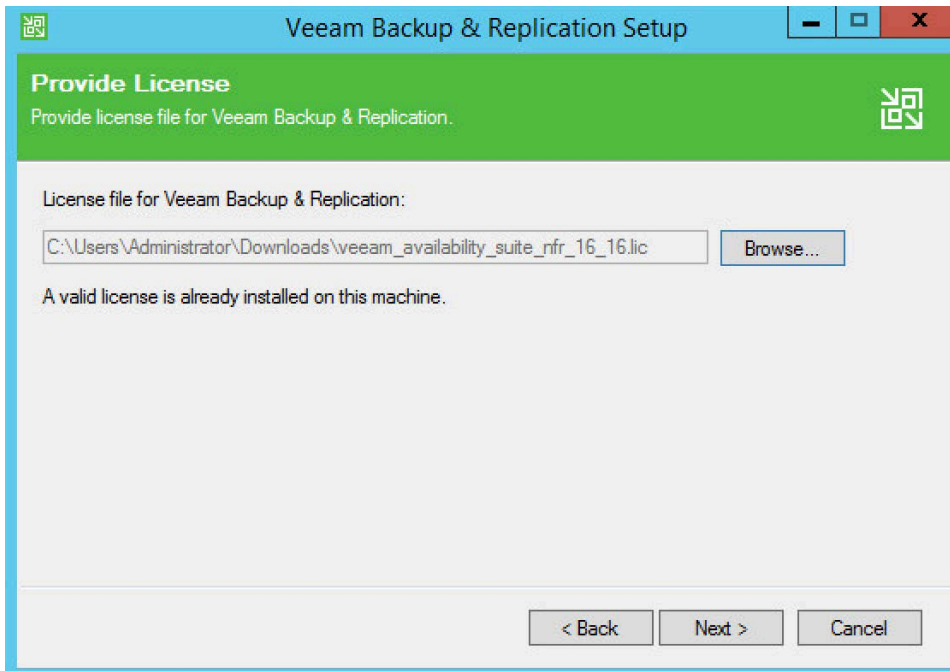 Veeam Backup & Replication Setup
Provide License
Provide license file for Veeam Backup & Replication.
License file for Veeam Backup & Replication:
C:\Users\Administrator\Downloads\veeam_availability_suite_nfr_16_16.lic
Browse...
A valid license is already installed on this machine.
< Back Next > Cancel